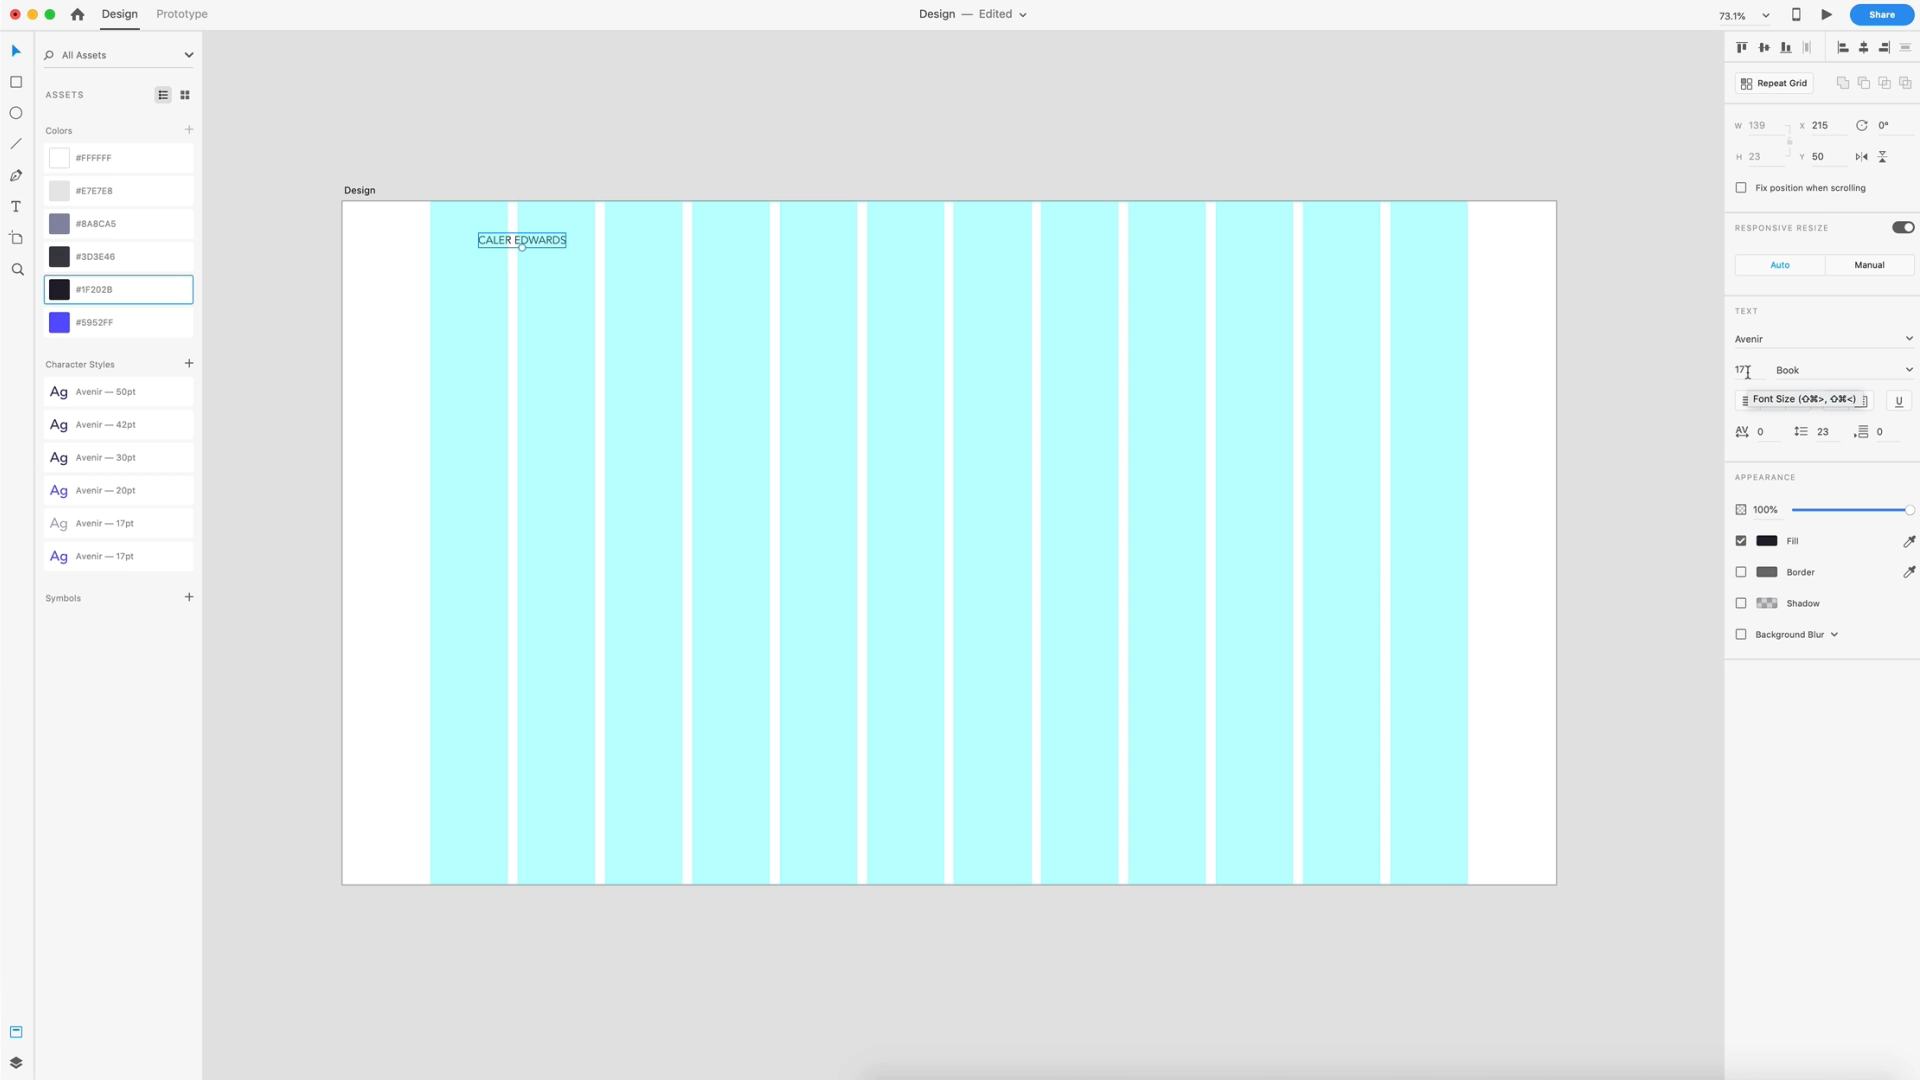 Design
Prototype
Design — Edited
73.1%
Share
All Assets
ASSETS
Colors
#FFFFFF
#E7E7E8
#8A8CA5
#3D3E46
#1F202B
#5952FF
Character Styles
Ag Avenir — 50pt
Ag Avenir — 42pt
Ag Avenir — 30pt
Ag Avenir — 20pt
Ag Avenir — 17pt
Ag Avenir — 17pt
Symbols
Design
CALER EDWARDS
Repeat Grid
W 139 X 215 0°
H 23 Y 50
Fix position when scrolling
RESPONSIVE RESIZE
Auto Manual
TEXT
Avenir
17 Book
Font Size (⇧⌘>, ⇧⌘<)
U
AV 0 23 0
APPEARANCE
100%
Fill
Border
Shadow
Background Blur